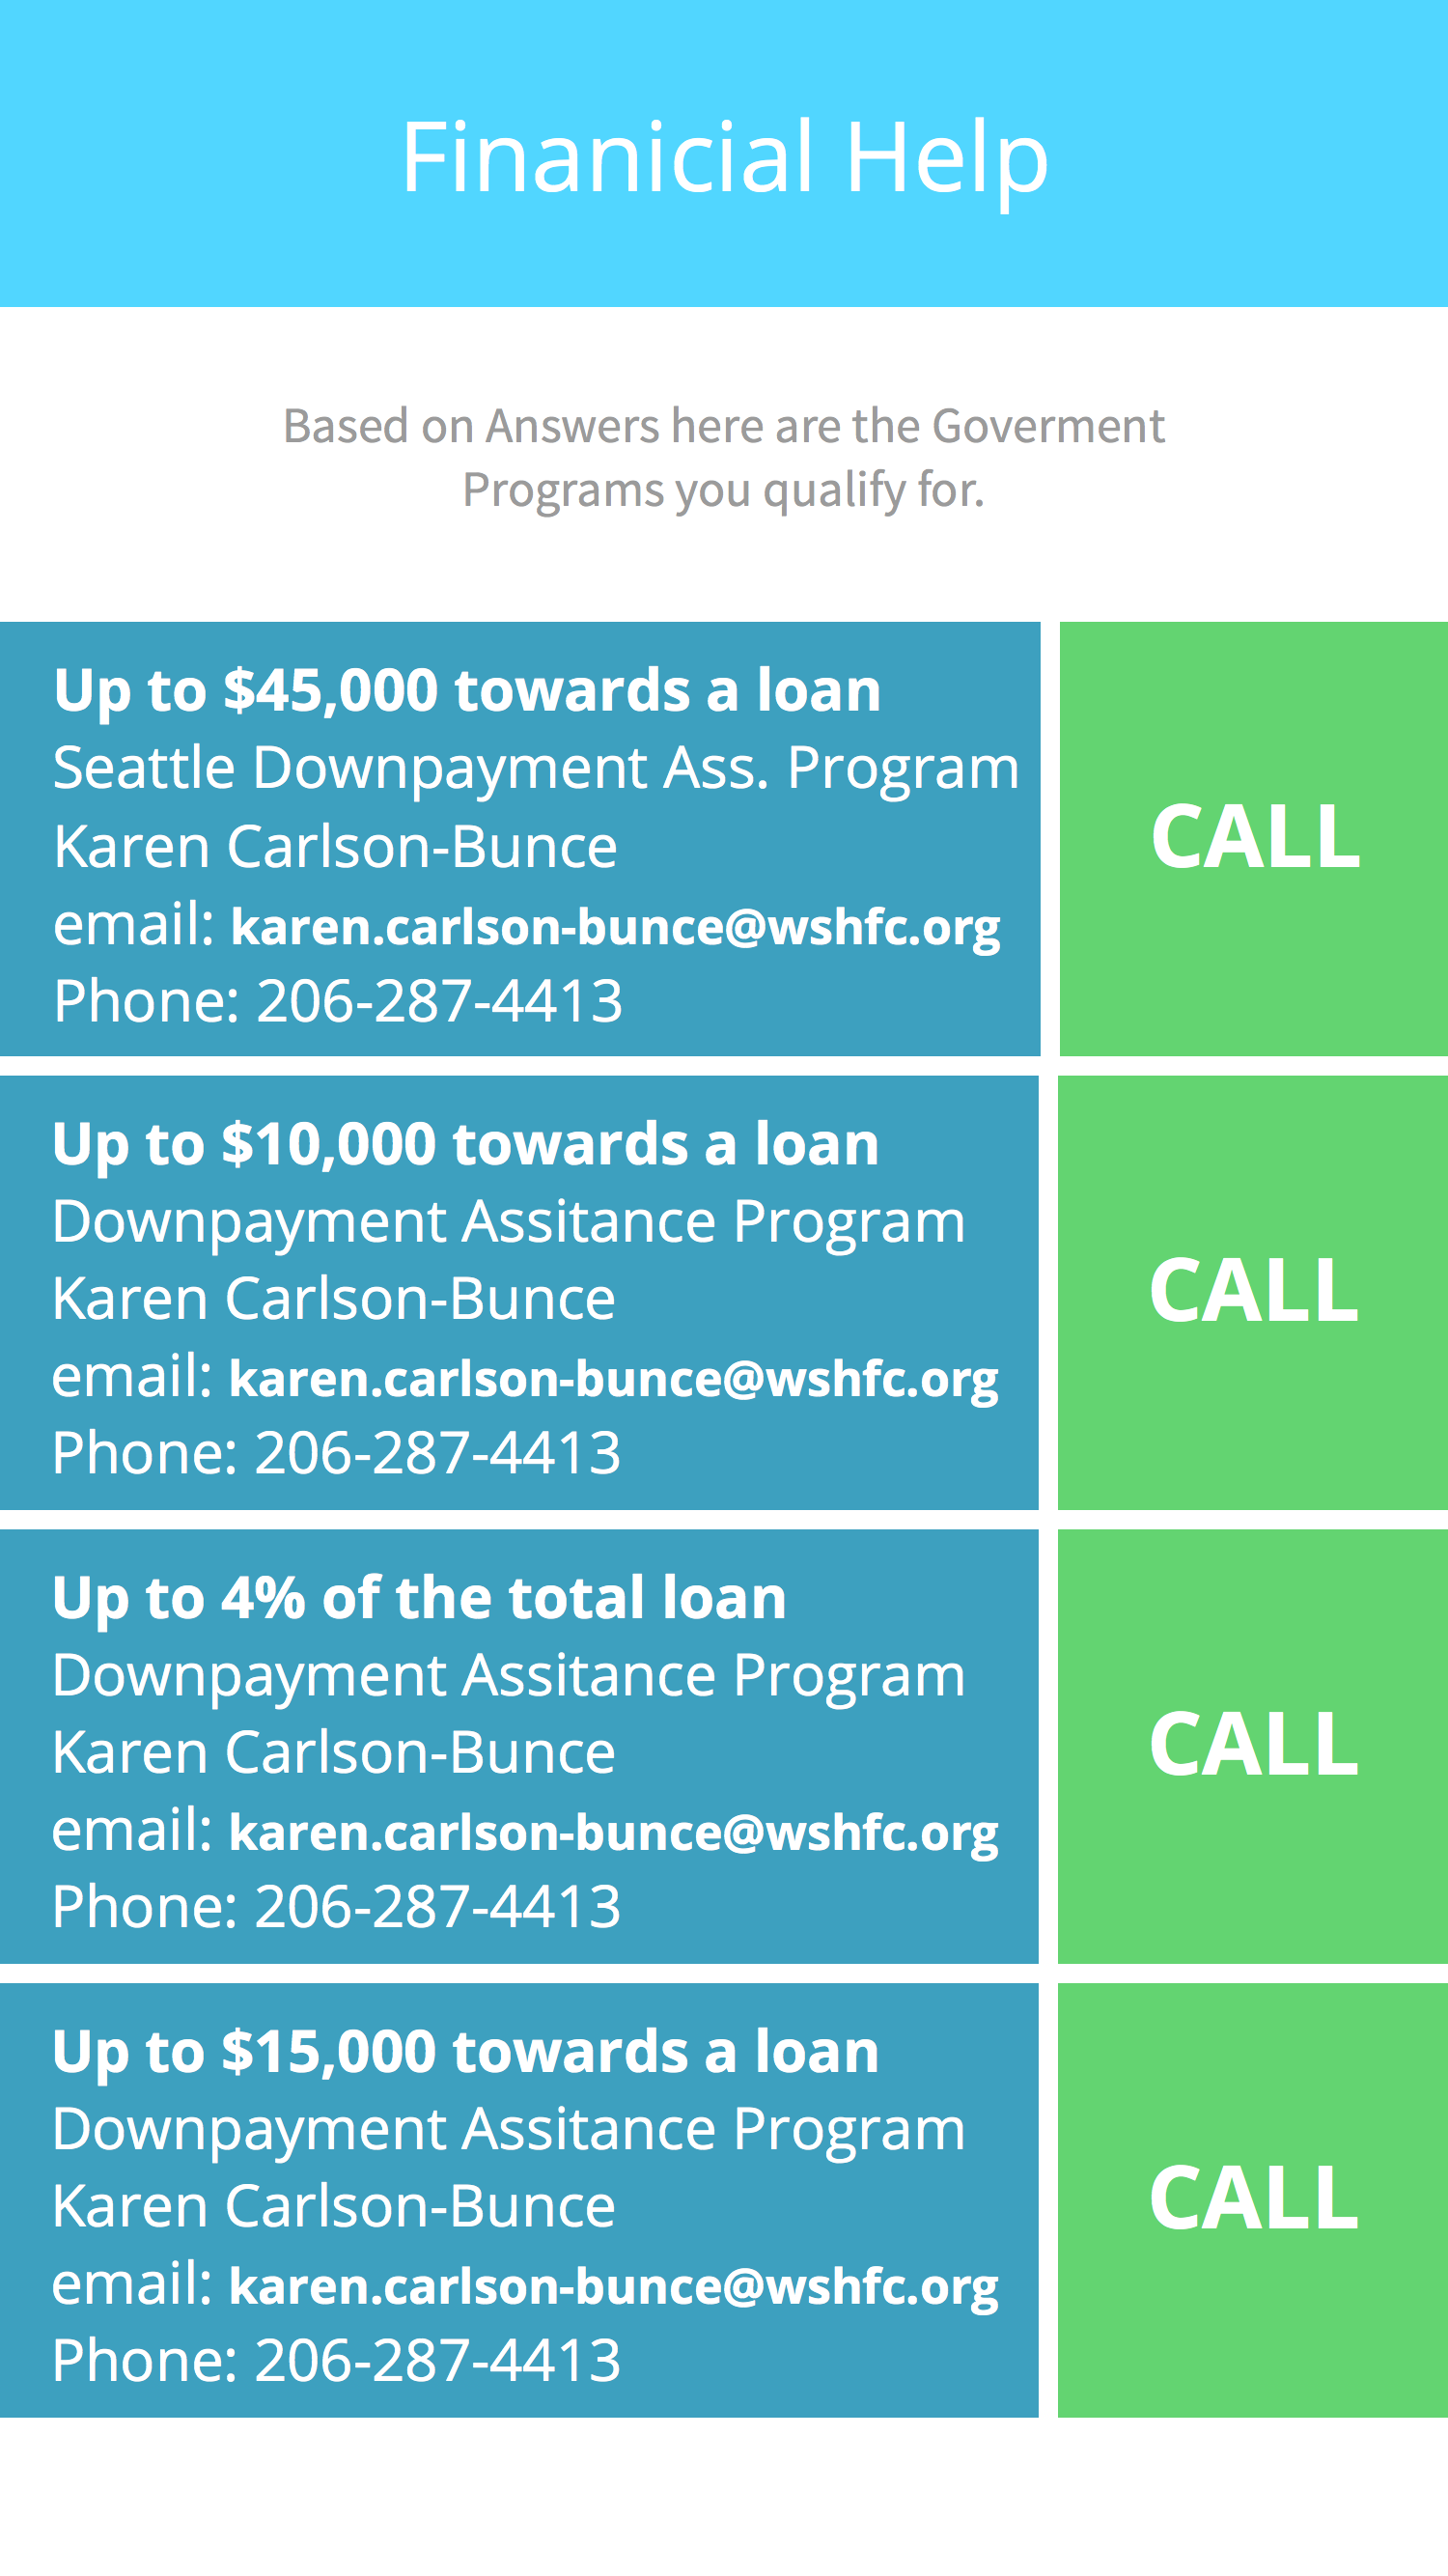 Finanicial Help
Based on Answers here are the Goverment
Programs you qualify for.
Up to $45,000 towards a loan
Seattle Downpayment Ass. Program
Karen Carlson-Bunce
email: karen.carlson-bunce@wshfc.org
Phone: 206-287-4413
CALL
Up to $10,000 towards a loan
Downpayment Assitance Program
Karen Carlson-Bunce
email: karen.carlson-bunce@wshfc.org
Phone: 206-287-4413
CALL
Up to 4% of the total loan
Downpayment Assitance Program
Karen Carlson-Bunce
email: karen.carlson-bunce@wshfc.org
Phone: 206-287-4413
CALL
Up to $15,000 towards a loan
Downpayment Assitance Program
Karen Carlson-Bunce
email: karen.carlson-bunce@wshfc.org
Phone: 206-287-4413
CALL